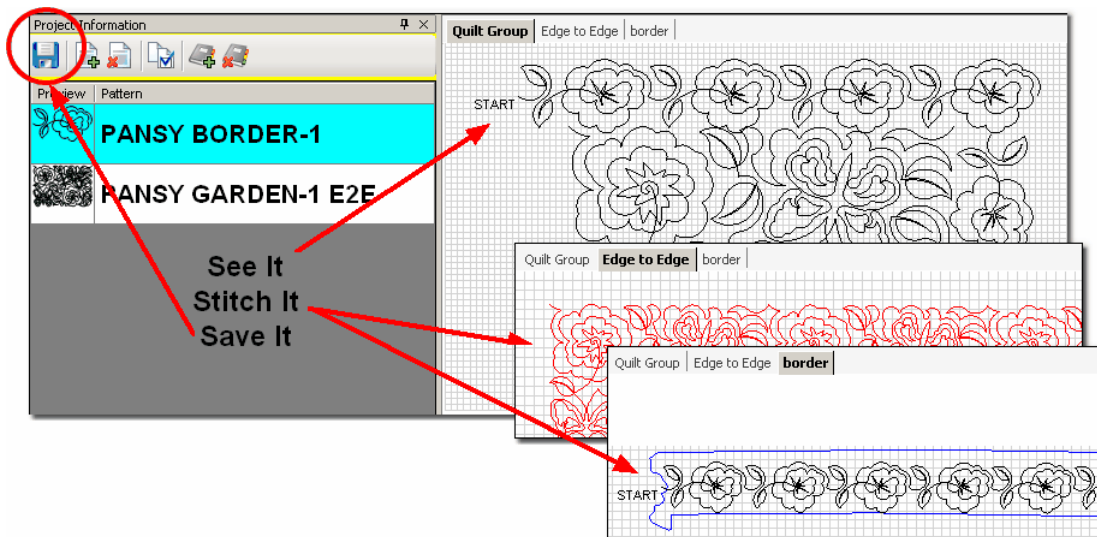 Project Information
Quilt Group Edge to Edge border
Preview Pattern
START
PANSY BORDER-1
PANSY GARDEN-1 E2E
See It
Stitch It
Save It
Quilt Group Edge to Edge border
Quilt Group Edge to Edge border
START